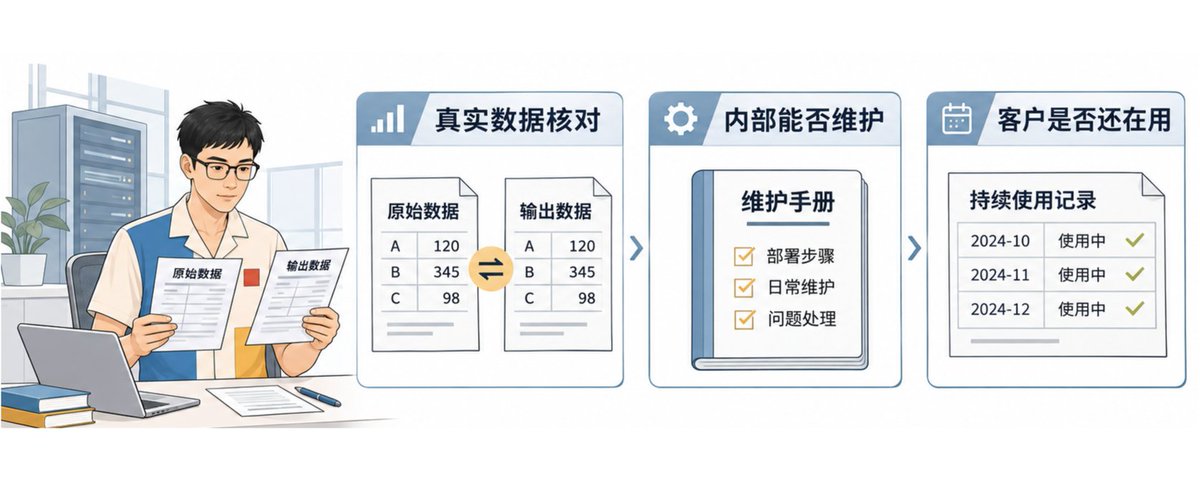 原始数据
输出数据
真实数据核对
原始数据
A 120
B 345
C 98
输出数据
A 120
B 345
C 98
内部能否维护
维护手册
部署步骤
日常维护
问题处理
客户是否还在用
持续使用记录
2024-10 使用中
2024-11 使用中
2024-12 使用中